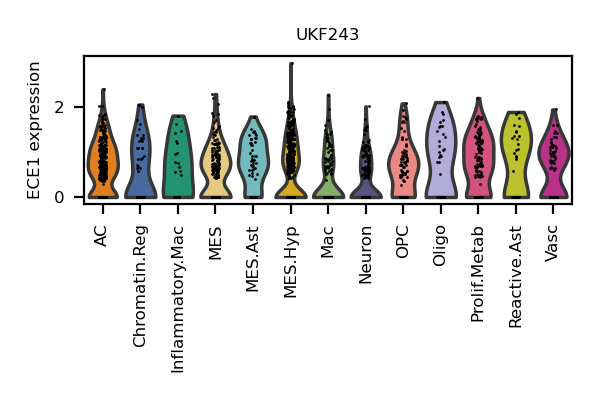 UKF243
ECE1 expression
2
0
AC
Chromatin.Reg
Inflammatory.Mac
MES
MES.Ast
MES.Hyp
Mac
Neuron
OPC
Oligo
Prolif.Metab
Reactive.Ast
Vasc